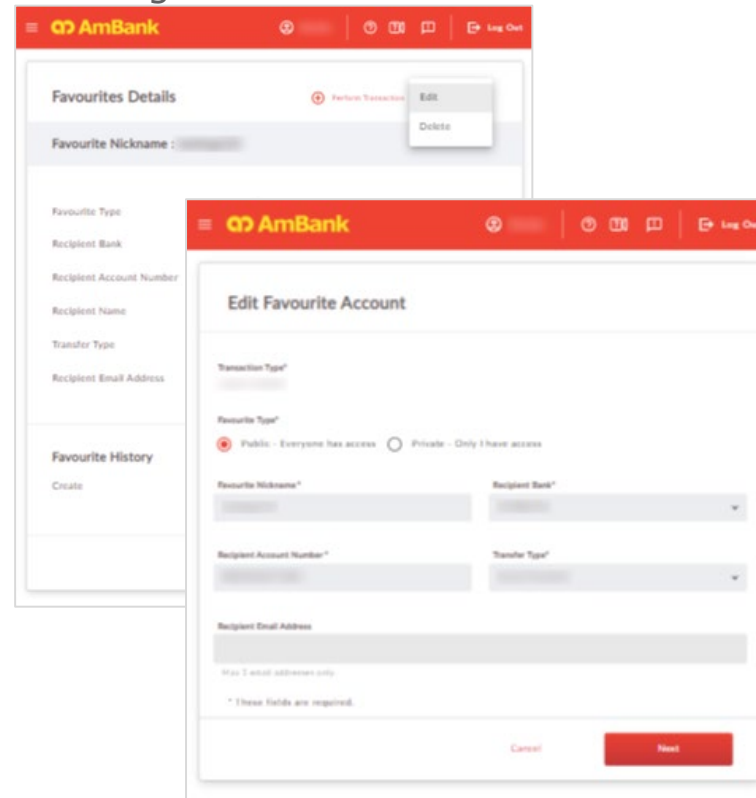 AmBank
Log Out
Favourites Details
Perform Transaction
Edit
Delete
Favourite Nickname :
Favourite Type
Recipient Bank
Recipient Account Number
Recipient Name
Transfer Type
Recipient Email Address
Favourite History
Create
AmBank
Log Ou
Edit Favourite Account
Transaction Type*
Favourite Type*
Public - Everyone has access Private - Only I have access
Favourite Nickname* Recipient Bank*
Recipient Account Number* Transfer Type*
Recipient Email Address
email addresses only
* These fields are required.
Cancel Next